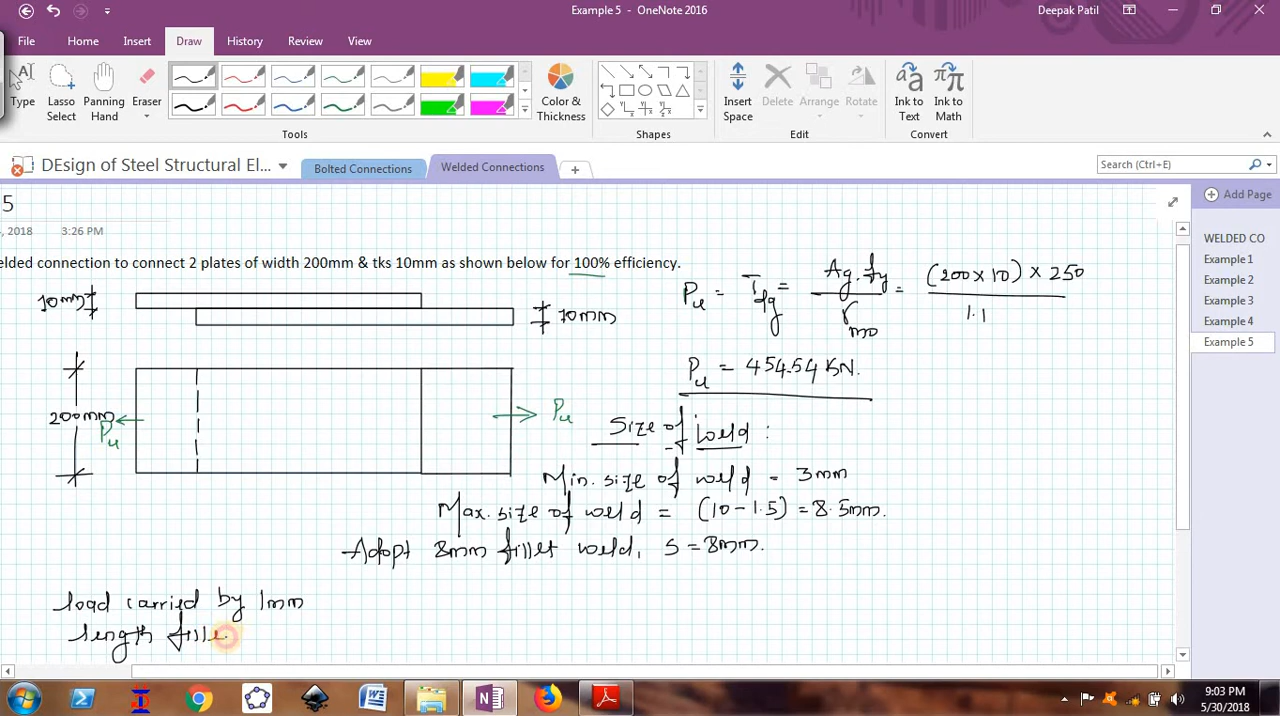 Example 5 - OneNote 2016
Deepak Patil
File Home Insert Draw History Review View
Type
Lasso Select
Panning Hand
Eraser
Color & Thickness
Insert Space
Delete
Arrange
Rotate
Ink to Text
Ink to Math
Tools
Shapes
Edit
Convert
DEsign of Steel Structural El...
Bolted Connections
Welded Connections
Search (Ctrl+E)
5
, 2018 3:26 PM
Add Page
WELDED CO
Example 1
Example 2
Example 3
Example 4
Example 5
elded connection to connect 2 plates of width 200mm & tks 10mm as shown below for 100% efficiency.
10mm
10mm
200mm
Pu
Pu
Pu = Tdg = Ag.fy / γmo = (200x10) x 250 / 1.1
Pu = 454.54 KN.
Size of Weld :
Min. size of weld = 3mm
Max. size of weld = (10-1.5) = 8.5mm.
Adopt 8mm fillet weld, S = 8mm.
load carried by 1mm
length fille
9:03 PM
5/30/2018